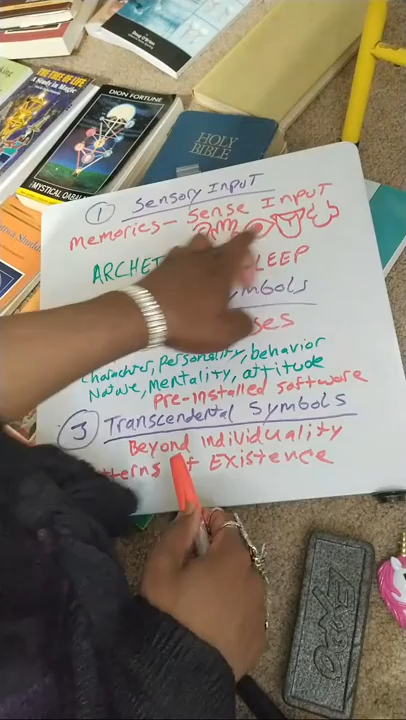 Doug O'Brien
THE TREE OF LIFE
A Study in Magic
DION FORTUNE
MYSTICAL QABALAH
HOLY
BIBLE
1 Sensory InpuT
memories- Sense InpuT
ARCHET LEEP
ymbols
ses
Character, personality, behavior
Nature, mentality, attitude
Pre-installed software
3 Transcendental Symbols
Beyond individuality
tterns of Existence
EXPO